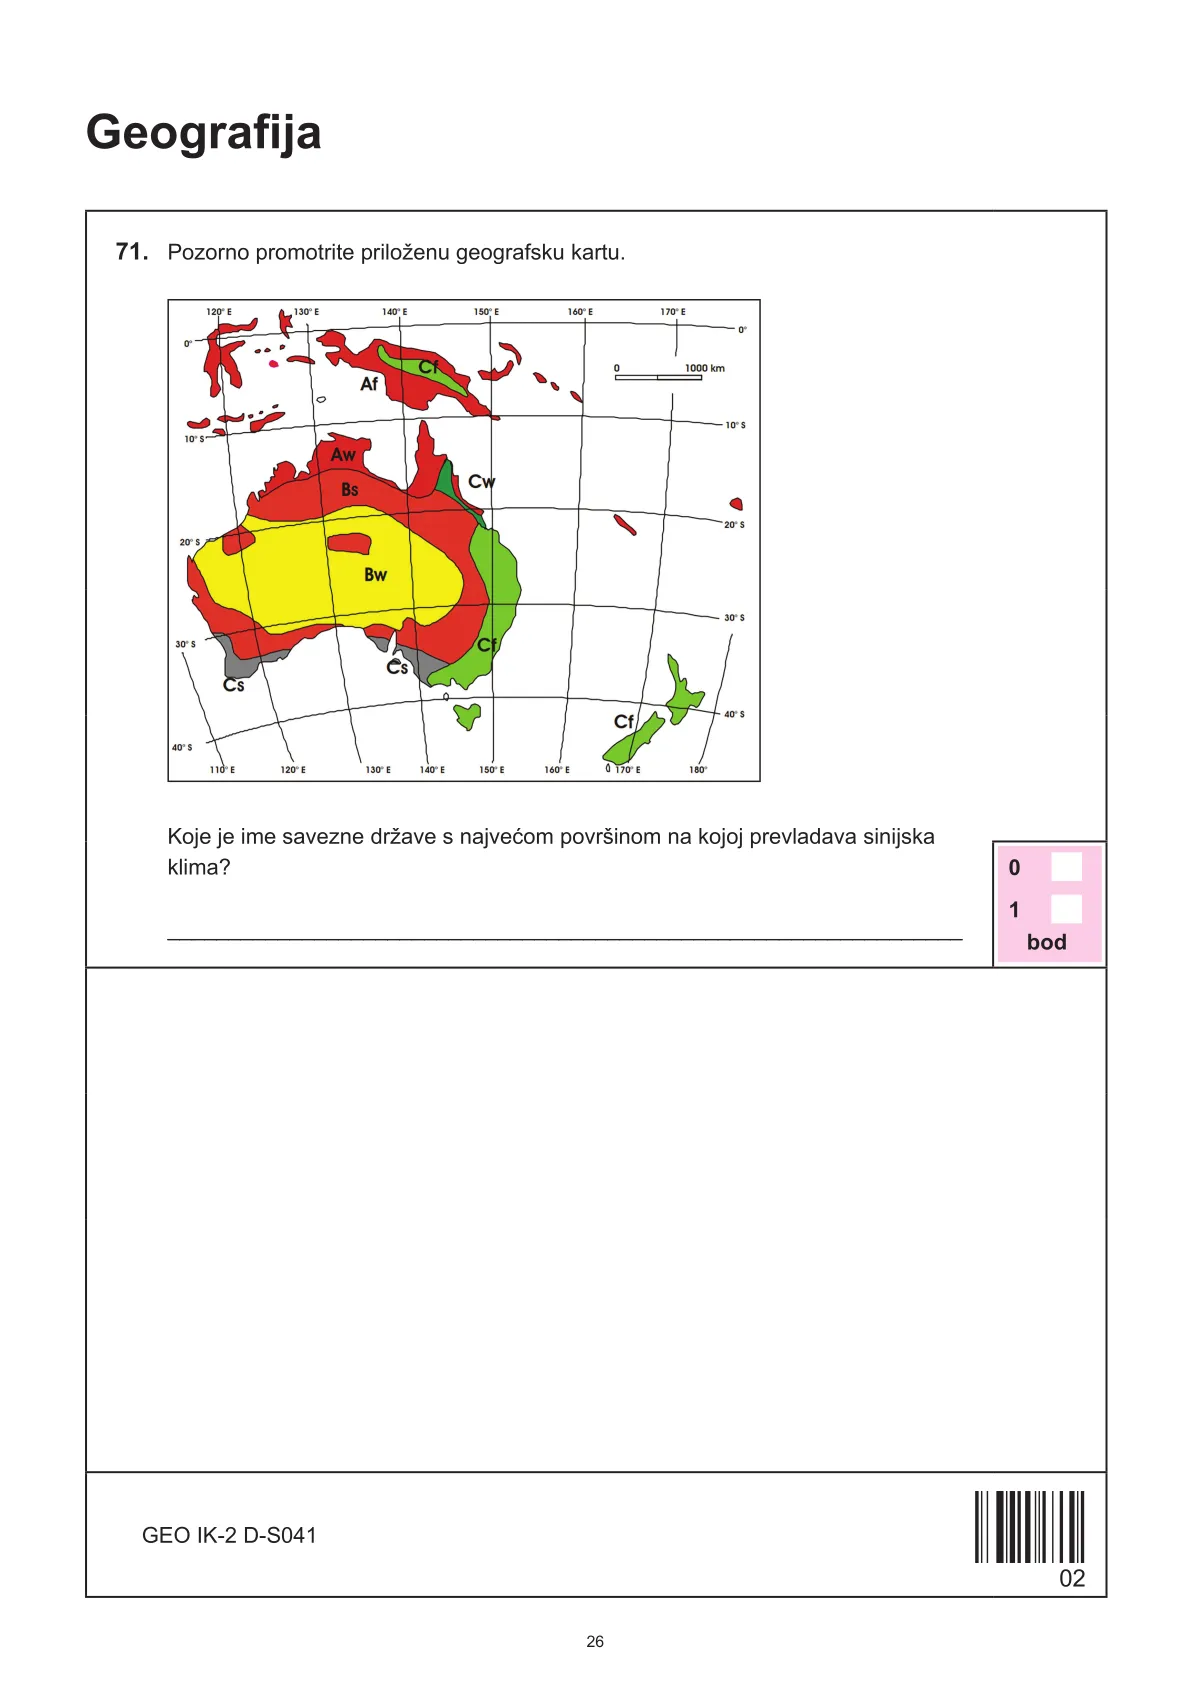 Geografija
71. Pozorno promotrite priloženu geografsku kartu.
120° E 130° E 140° E 150° E 160° E 170° E
0° 0°
0 1000 km
Cf
Af
10° S 10° S
Aw
Cw
Bs
20° S 20° S
Bw
30° S 30° S
Cf
Cs Cs
40° S Cf 40° S
110° E 120° E 130° E 140° E 150° E 160° E 170° E 180°
Koje je ime savezne države s najvećom površinom na kojoj prevladava sinijska
klima?
0
1
bod
GEO IK-2 D-S041
02
26